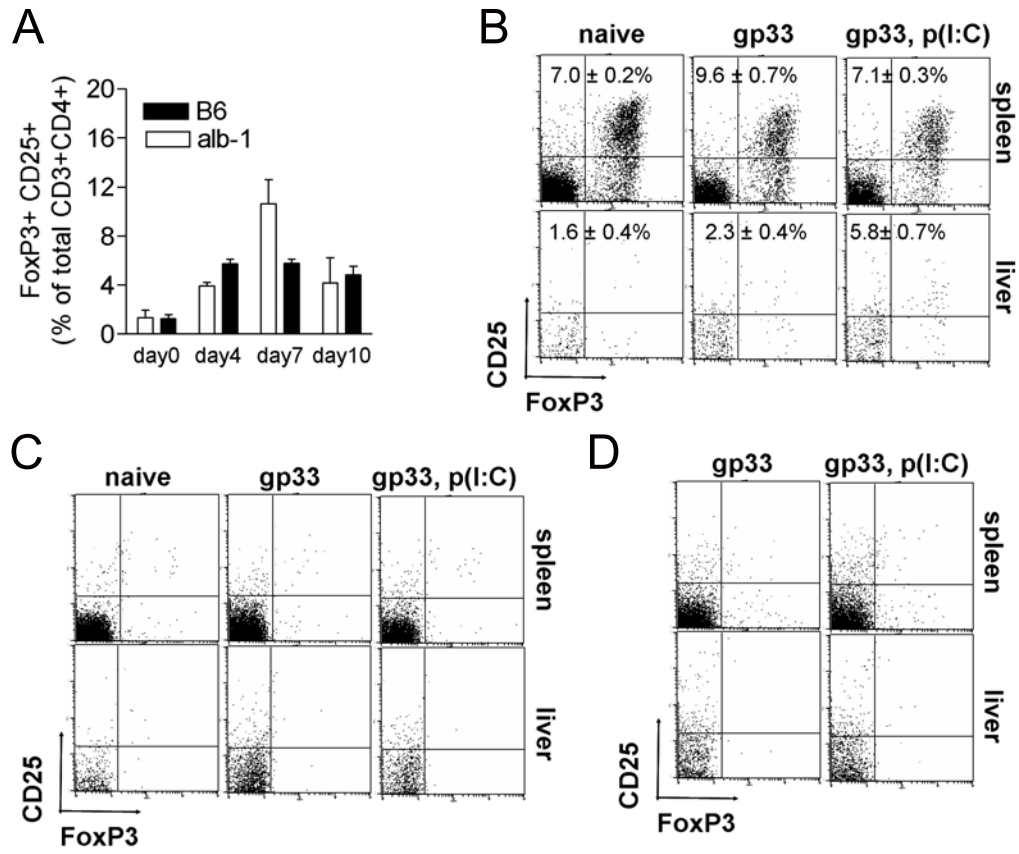 A
FoxP3+ CD25+
(% of total CD3+CD4+)
20
16
12
8
4
0
B6
alb-1
day0 day4 day7 day10
B
naive gp33 gp33, p(I:C)
7.0 ± 0.2% 9.6 ± 0.7% 7.1± 0.3%
spleen
1.6 ± 0.4% 2.3 ± 0.4% 5.8± 0.7%
liver
CD25
FoxP3
C
naive gp33 gp33, p(I:C)
spleen
liver
CD25
FoxP3
D
gp33 gp33, p(I:C)
spleen
liver
CD25
FoxP3